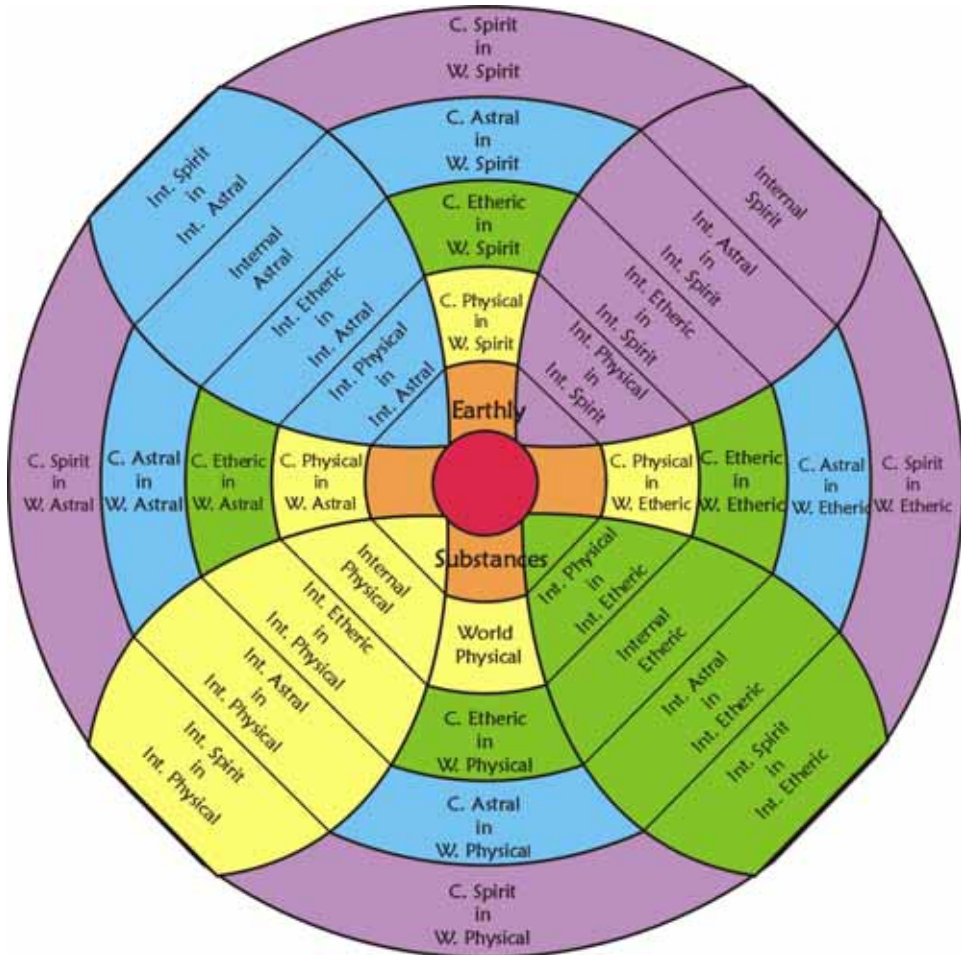 C. Spirit
in
W. Spirit
C. Astral
in
W. Spirit
C. Etheric
in
W. Spirit
C. Physical
in
W. Spirit
Earthly
Int. Spirit
in
Int. Astral
Internal
Astral
Int. Etheric
in
Int. Astral
Int. Physical
in
Int. Astral
Internal
Spirit
Int. Astral
in
Int. Spirit
Int. Etheric
in
Int. Spirit
Int. Physical
in
Int. Spirit
C. Spirit
in
W. Astral
C. Astral
in
W. Astral
C. Etheric
in
W. Astral
C. Physical
in
W. Astral
C. Physical
in
W. Etheric
C. Etheric
in
W. Etheric
C. Astral
in
W. Etheric
C. Spirit
in
W. Etheric
Substances
Internal
Physical
Int. Etheric
in
Int. Physical
Int. Astral
in
Int. Physical
Int. Spirit
in
Int. Physical
Int. Physical
in
Int. Etheric
Internal
Etheric
Int. Astral
in
Int. Etheric
Int. Spirit
in
Int. Etheric
World
Physical
C. Etheric
in
W. Physical
C. Astral
in
W. Physical
C. Spirit
in
W. Physical